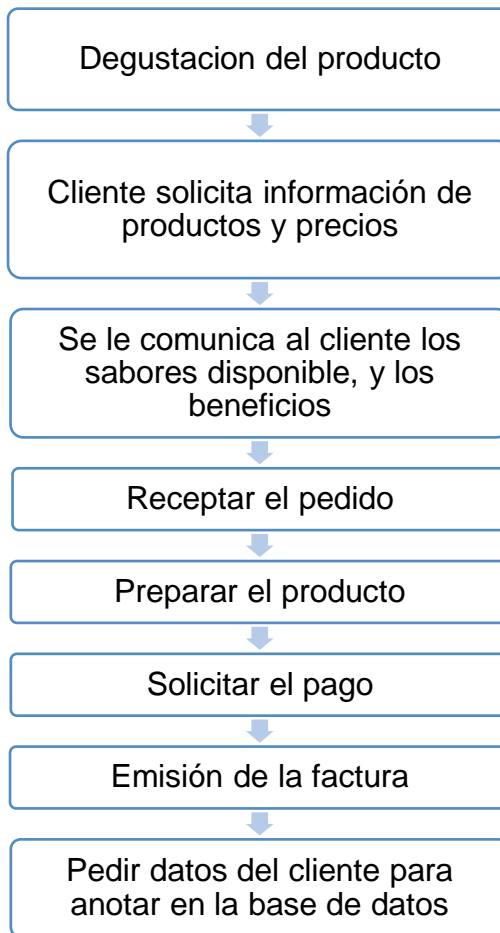 Degustacion del producto
Cliente solicita información de
productos y precios
Se le comunica al cliente los
sabores disponible, y los
beneficios
Receptar el pedido
Preparar el producto
Solicitar el pago
Emisión de la factura
Pedir datos del cliente para
anotar en la base de datos